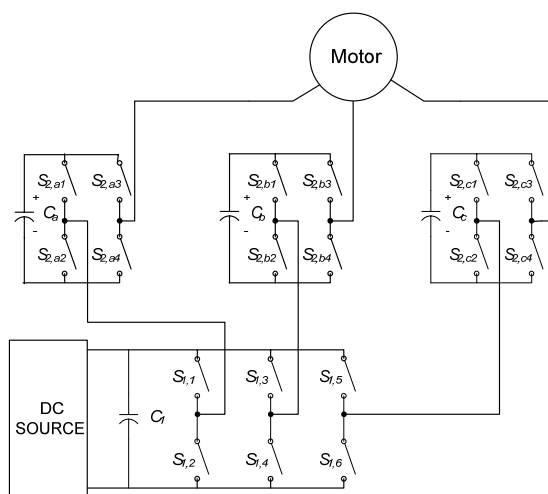 Motor
S2,a1 S2,a3 S2,b1 S2,b3 S2,c1 S2,c3
+ Ca + Cb + Cc
- - -
S2,a2 S2,a4 S2,b2 S2,b4 S2,c2 S2,c4
DC
SOURCE
C1
S1,1 S1,3 S1,5
S1,2 S1,4 S1,6